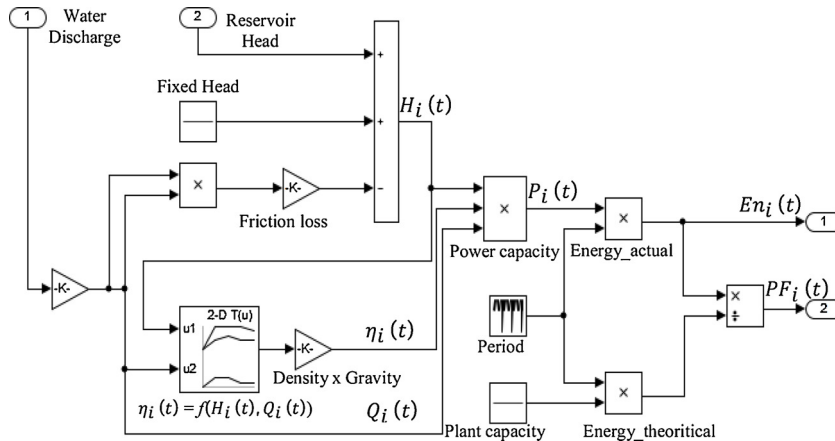 1
Water
Discharge
2
Reservoir
Head
Fixed Head
+
+
−
H_i (t)
×
-K-
Friction loss
-K-
×
Power capacity
P_i (t)
×
Energy_actual
En_i (t)
1
2-D T(u)
u1
u2
η_i (t) = f(H_i(t), Q_i(t))
-K-
Density x Gravity
η_i (t)
Q_i (t)
Period
Plant capacity
×
Energy_theoritical
×
÷
PF_i (t)
2